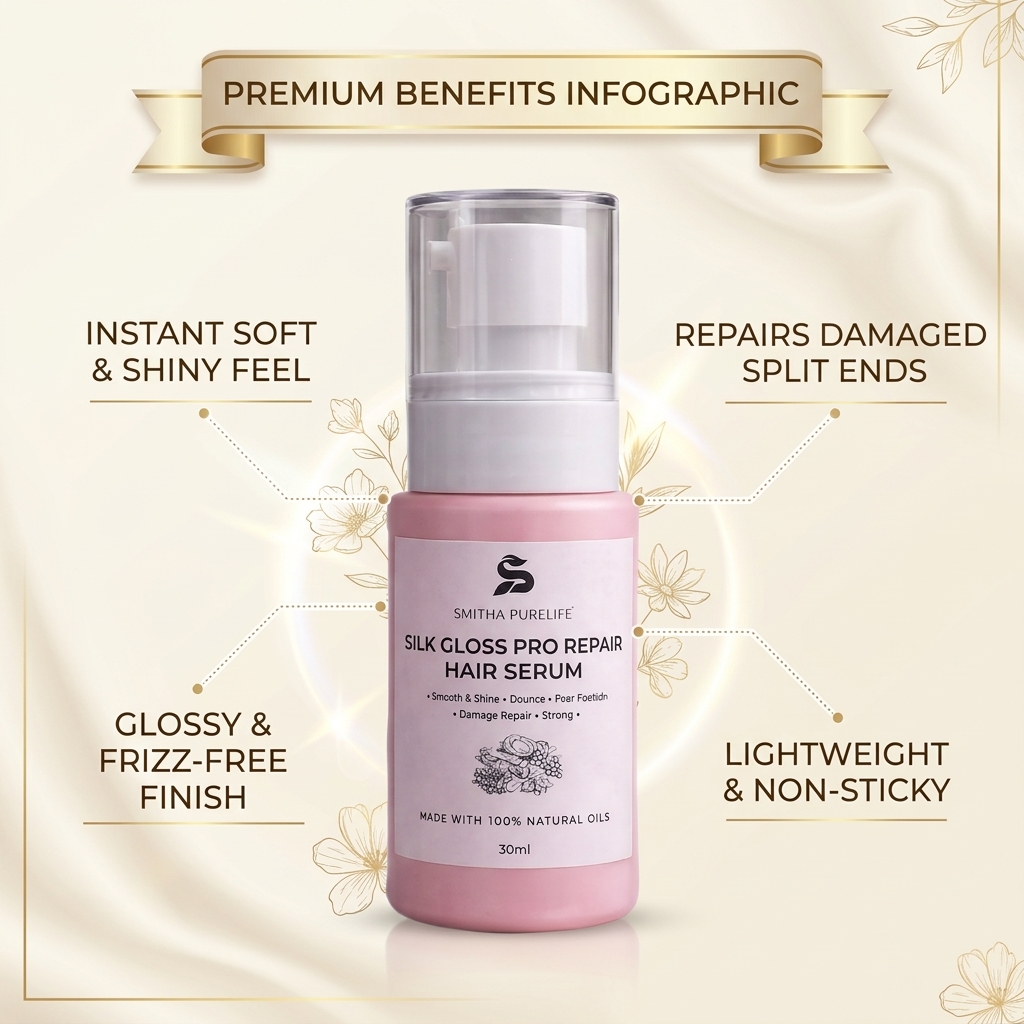 PREMIUM BENEFITS INFOGRAPHIC
INSTANT SOFT
& SHINY FEEL
REPAIRS DAMAGED
SPLIT ENDS
GLOSSY &
FRIZZ-FREE
FINISH
LIGHTWEIGHT
& NON-STICKY
SMITHA PURELIFE
SILK GLOSS PRO REPAIR
HAIR SERUM
• Smooth & Shine • Dounce • Poar Foetidn
• Damage Repair • Strong •
MADE WITH 100% NATURAL OILS
30ml